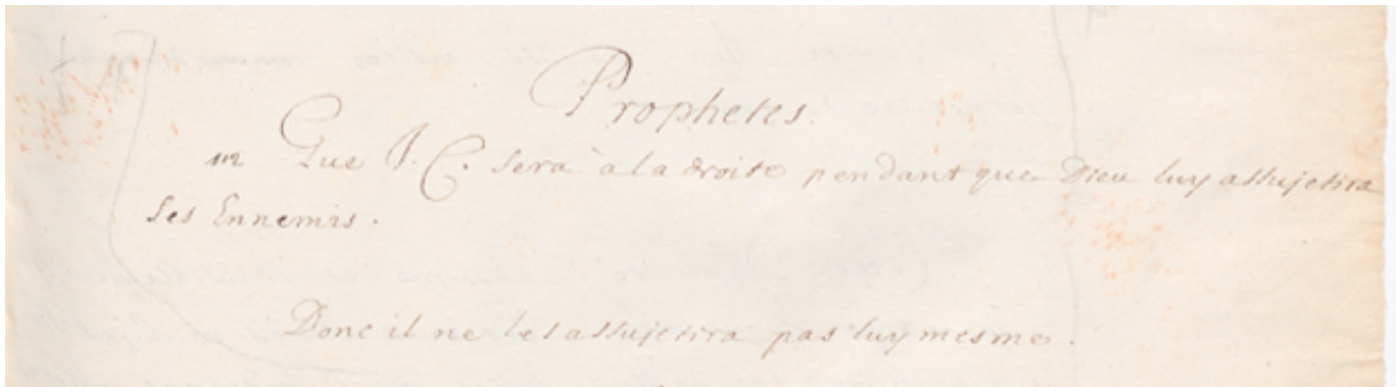 Prophetes.
m Que J. C. sera à la droite pendant que Dieu luy assujetira
ses Ennemis.
Donc il ne les assujetira pas luy mesme.